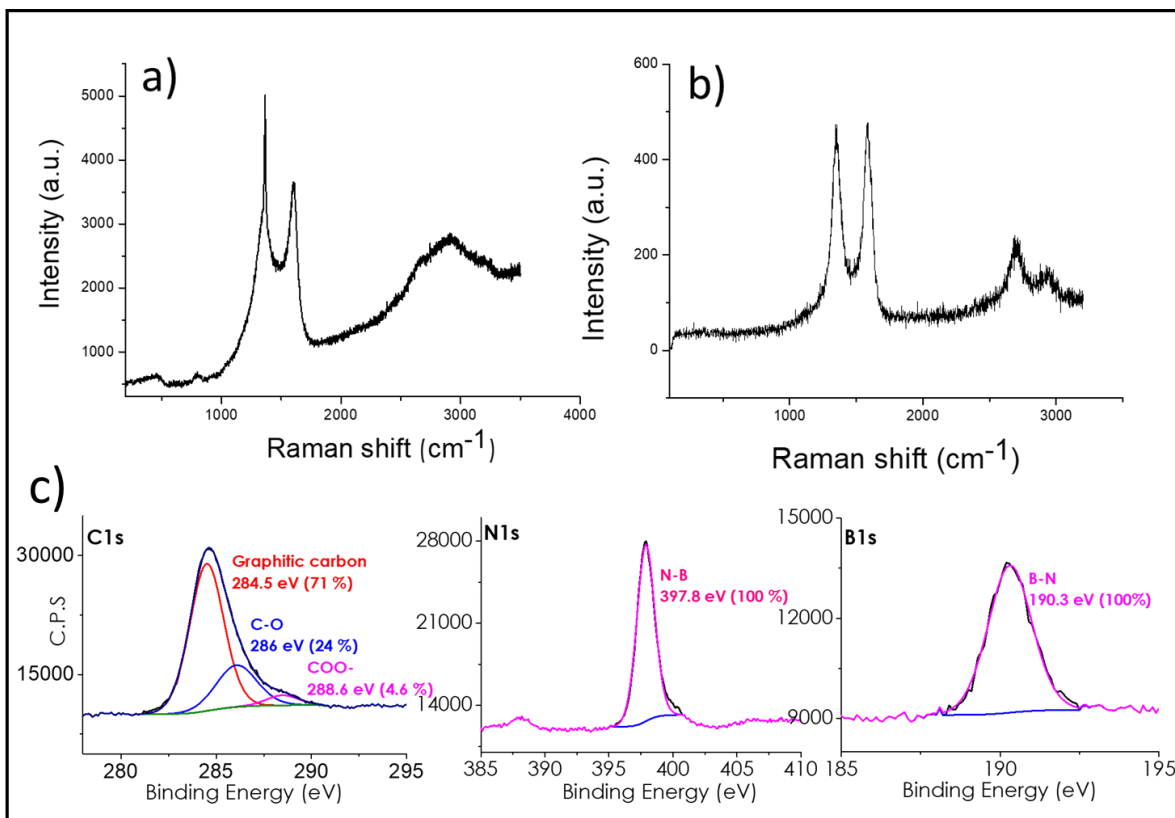 a)
5000
4000
3000
2000
1000
Intensity (a.u.)
1000
2000
3000
4000
Raman shift (cm-1)
b)
600
400
200
0
Intensity (a.u.)
1000
2000
3000
Raman shift (cm-1)
c)
C1s
30000
15000
C.P.S
Graphitic carbon
284.5 eV (71 %)
C-O
286 eV (24 %)
COO-
288.6 eV (4.6 %)
280
285
290
295
Binding Energy (eV)
N1s
28000
21000
14000
N-B
397.8 eV (100 %)
385
390
395
400
405
410
Binding Energy (eV)
B1s
15000
12000
9000
B-N
190.3 eV (100%)
185
190
195
Binding Energy (eV)